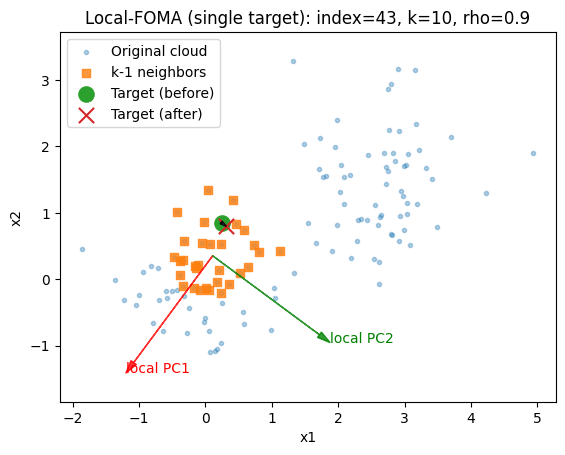 Local-FOMA (single target): index=43, k=10, rho=0.9
Original cloud
k-1 neighbors
Target (before)
Target (after)
3
2
1
0
−1
x2
local PC2
local PC1
−2
−1
0
1
2
3
4
5
x1